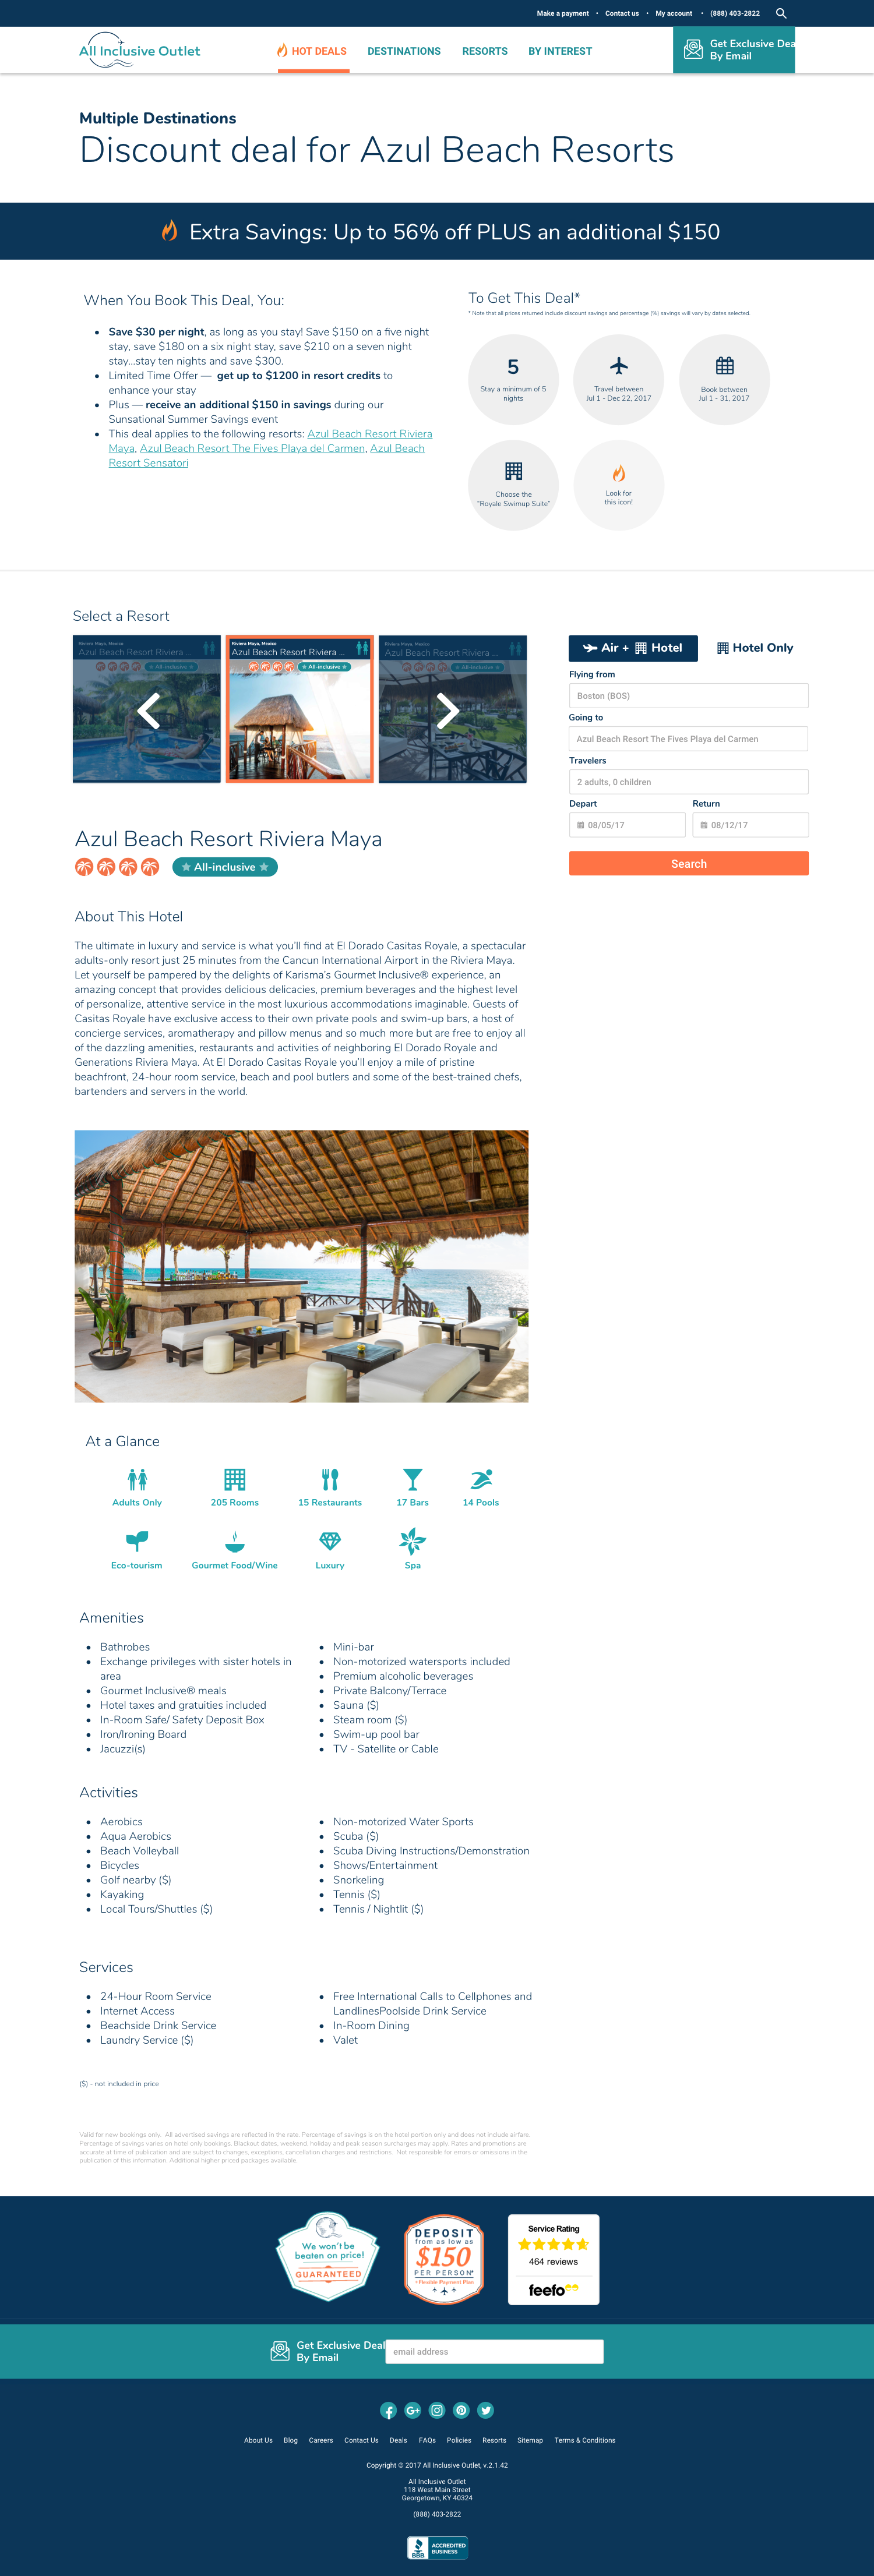 Make a payment • Contact us • My account • (888) 403-2822
All Inclusive Outlet
HOT DEALS
DESTINATIONS
RESORTS
BY INTEREST
Get Exclusive Dea
By Email
Multiple Destinations
Discount deal for Azul Beach Resorts
Extra Savings: Up to 56% off PLUS an additional $150
When You Book This Deal, You:
• Save $30 per night, as long as you stay! Save $150 on a five night
stay, save $180 on a six night stay, save $210 on a seven night
stay...stay ten nights and save $300.
• Limited Time Offer — get up to $1200 in resort credits to
enhance your stay
• Plus — receive an additional $150 in savings during our
Sunsational Summer Savings event
• This deal applies to the following resorts: Azul Beach Resort Riviera
Maya, Azul Beach Resort The Fives Playa del Carmen, Azul Beach
Resort Sensatori
To Get This Deal*
* Note that all prices returned include discount savings and percentage (%) savings will vary by dates selected.
5
Stay a minimum of 5
nights
Travel between
Jul 1 - Dec 22, 2017
Book between
Jul 1 - 31, 2017
Choose the
"Royale Swimup Suite"
Look for
this icon!
Select a Resort
Riviera Maya, Mexico
Azul Beach Resort Riviera ...
All-inclusive
Riviera Maya, Mexico
Azul Beach Resort Riviera ...
All-inclusive
Riviera Maya, Mexico
Azul Beach Resort Riviera ...
All-inclusive
Air + Hotel
Hotel Only
Flying from
Boston (BOS)
Going to
Azul Beach Resort The Fives Playa del Carmen
Travelers
2 adults, 0 children
Depart
Return
08/05/17
08/12/17
Search
Azul Beach Resort Riviera Maya
All-inclusive
About This Hotel
The ultimate in luxury and service is what you'll find at El Dorado Casitas Royale, a spectacular
adults-only resort just 25 minutes from the Cancun International Airport in the Riviera Maya.
Let yourself be pampered by the delights of Karisma's Gourmet Inclusive® experience, an
amazing concept that provides delicious delicacies, premium beverages and the highest level
of personalize, attentive service in the most luxurious accommodations imaginable. Guests of
Casitas Royale have exclusive access to their own private pools and swim-up bars, a host of
concierge services, aromatherapy and pillow menus and so much more but are free to enjoy all
of the dazzling amenities, restaurants and activities of neighboring El Dorado Royale and
Generations Riviera Maya. At El Dorado Casitas Royale you'll enjoy a mile of pristine
beachfront, 24-hour room service, beach and pool butlers and some of the best-trained chefs,
bartenders and servers in the world.
At a Glance
Adults Only
205 Rooms
15 Restaurants
17 Bars
14 Pools
Eco-tourism
Gourmet Food/Wine
Luxury
Spa
Amenities
• Bathrobes
• Exchange privileges with sister hotels in
area
• Gourmet Inclusive® meals
• Hotel taxes and gratuities included
• In-Room Safe/ Safety Deposit Box
• Iron/Ironing Board
• Jacuzzi(s)
• Mini-bar
• Non-motorized watersports included
• Premium alcoholic beverages
• Private Balcony/Terrace
• Sauna ($)
• Steam room ($)
• Swim-up pool bar
• TV - Satellite or Cable
Activities
• Aerobics
• Aqua Aerobics
• Beach Volleyball
• Bicycles
• Golf nearby ($)
• Kayaking
• Local Tours/Shuttles ($)
• Non-motorized Water Sports
• Scuba ($)
• Scuba Diving Instructions/Demonstration
• Shows/Entertainment
• Snorkeling
• Tennis ($)
• Tennis / Nightlit ($)
Services
• 24-Hour Room Service
• Internet Access
• Beachside Drink Service
• Laundry Service ($)
• Free International Calls to Cellphones and
LandlinesPoolside Drink Service
• In-Room Dining
• Valet
($) - not included in price
Valid for new bookings only. All advertised savings are reflected in the rate. Percentage of savings is on the hotel portion only and does not include airfare.
Percentage of savings varies on hotel only bookings. Blackout dates, weekend, holiday and peak season surcharges may apply. Rates and promotions are
accurate at time of publication and are subject to changes, exceptions, cancellation charges and restrictions. Not responsible for errors or omissions in the
publication of this information. Additional higher priced packages available.
We won't be
beaten on price!
GUARANTEED
DEPOSIT
from as low as
$150
PER PERSON*
*Flexible Payment Plan
Service Rating
464 reviews
feefo
Get Exclusive Deal
By Email
email address
About Us
Blog
Careers
Contact Us
Deals
FAQs
Policies
Resorts
Sitemap
Terms & Conditions
Copyright © 2017 All Inclusive Outlet, v.2.1.42
All Inclusive Outlet
118 West Main Street
Georgetown, KY 40324
(888) 403-2822
BBB
ACCREDITED
BUSINESS